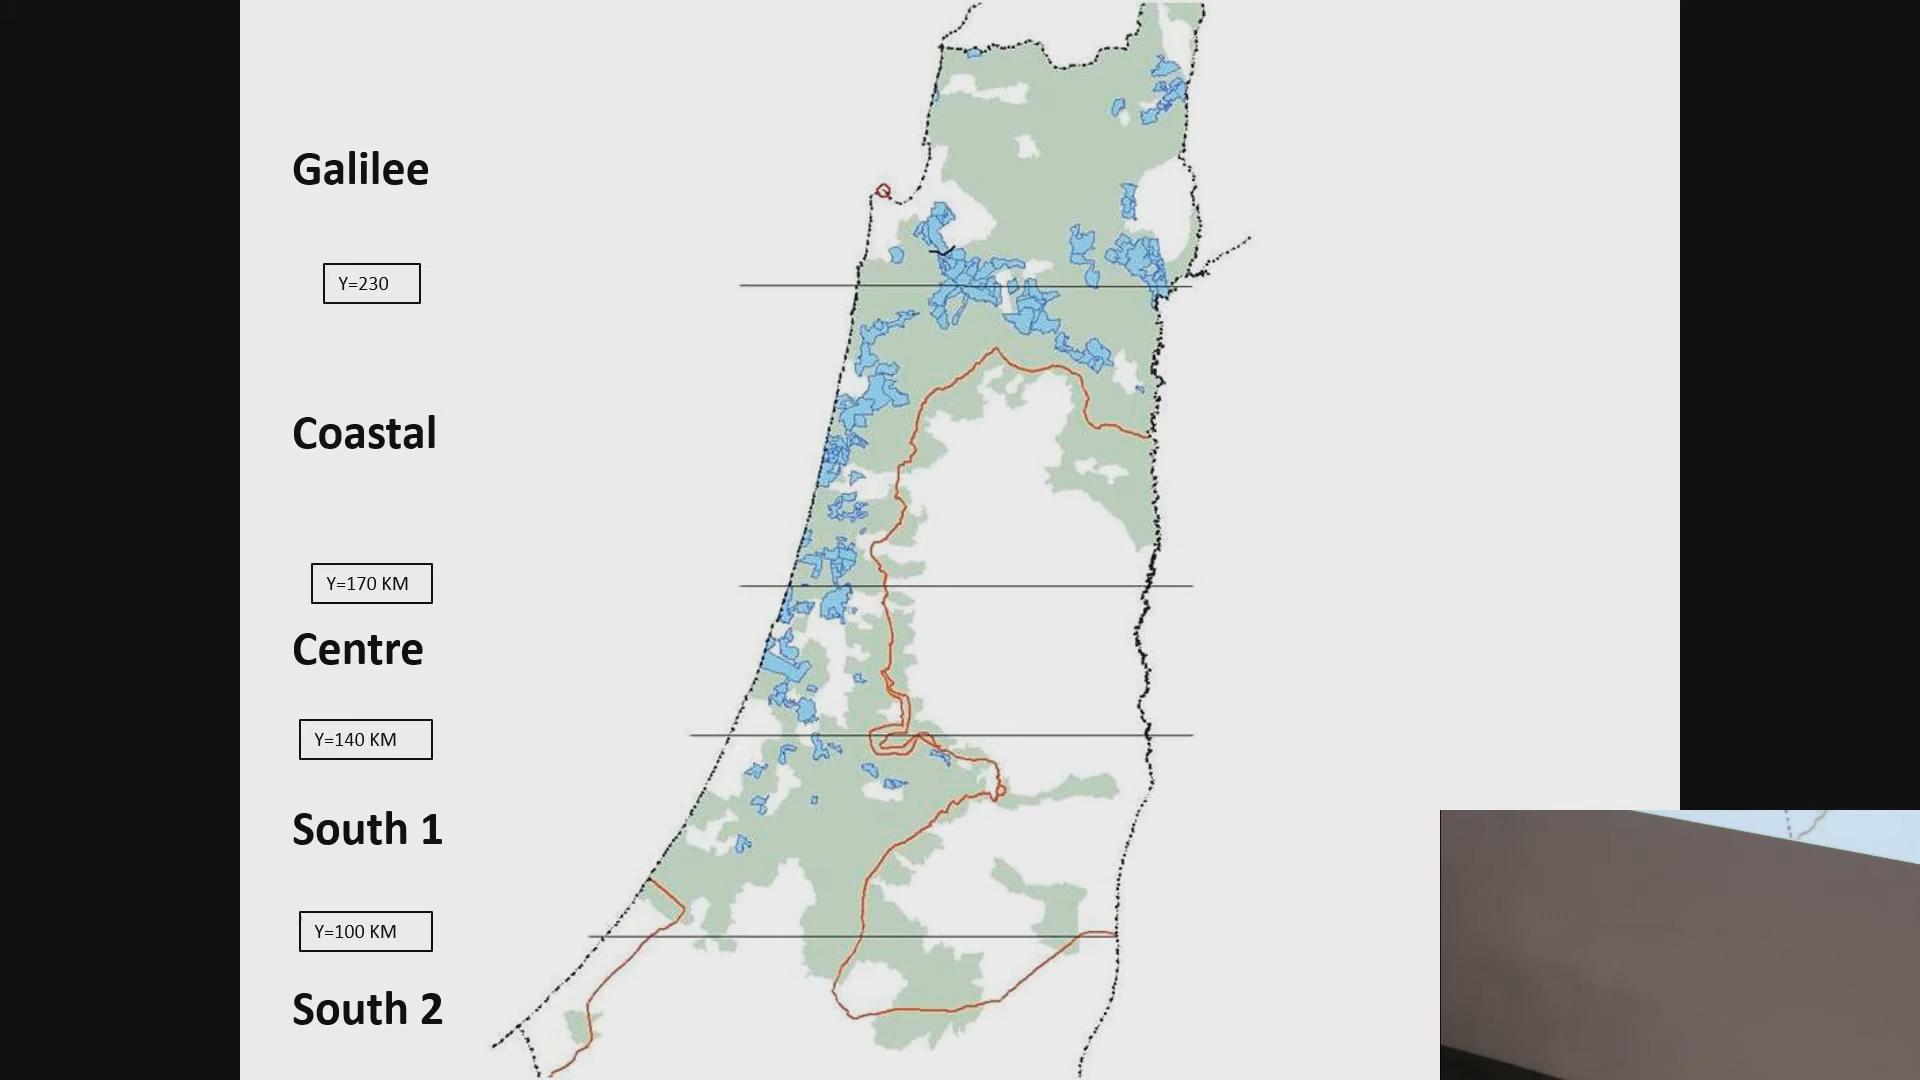 Galilee
Y=230
Coastal
Y=170 KM
Centre
Y=140 KM
South 1
Y=100 KM
South 2